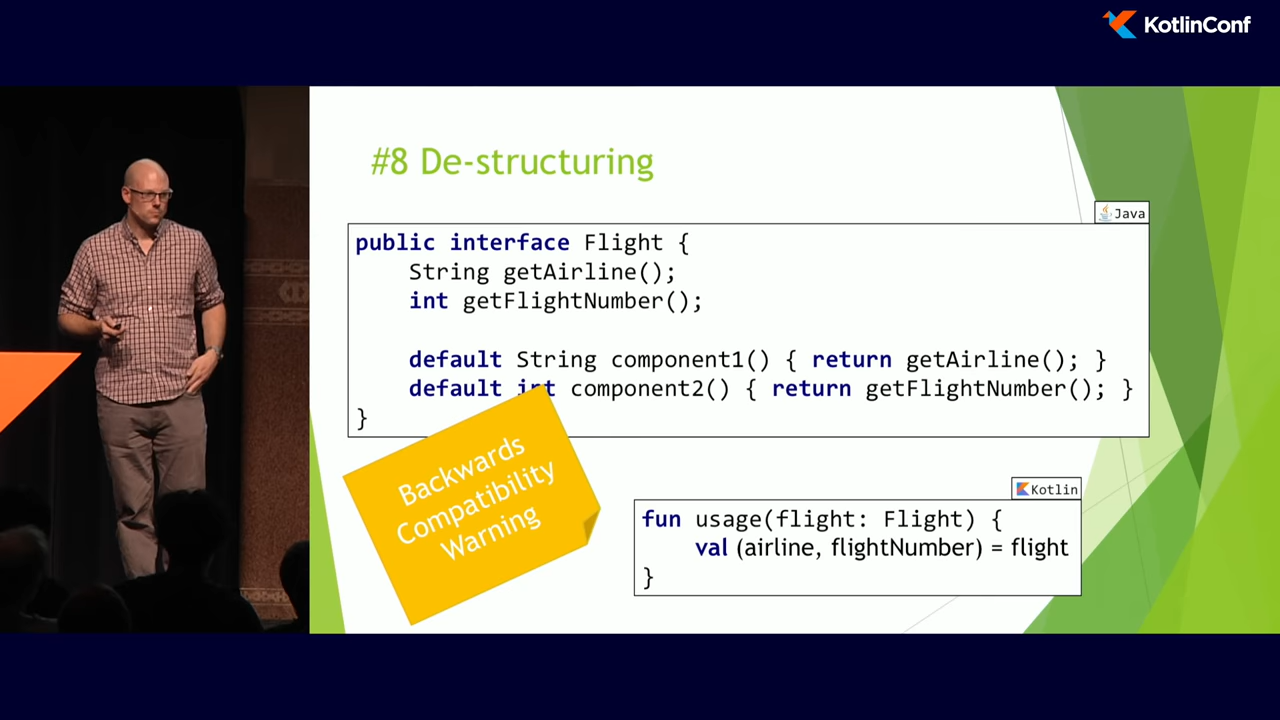 KotlinConf
#8 De-structuring
Java
public interface Flight {
    String getAirline();
    int getFlightNumber();
    default String component1() { return getAirline(); }
    default int component2() { return getFlightNumber(); }
}
Backwards
Compatibility
Warning
Kotlin
fun usage(flight: Flight) {
    val (airline, flightNumber) = flight
}